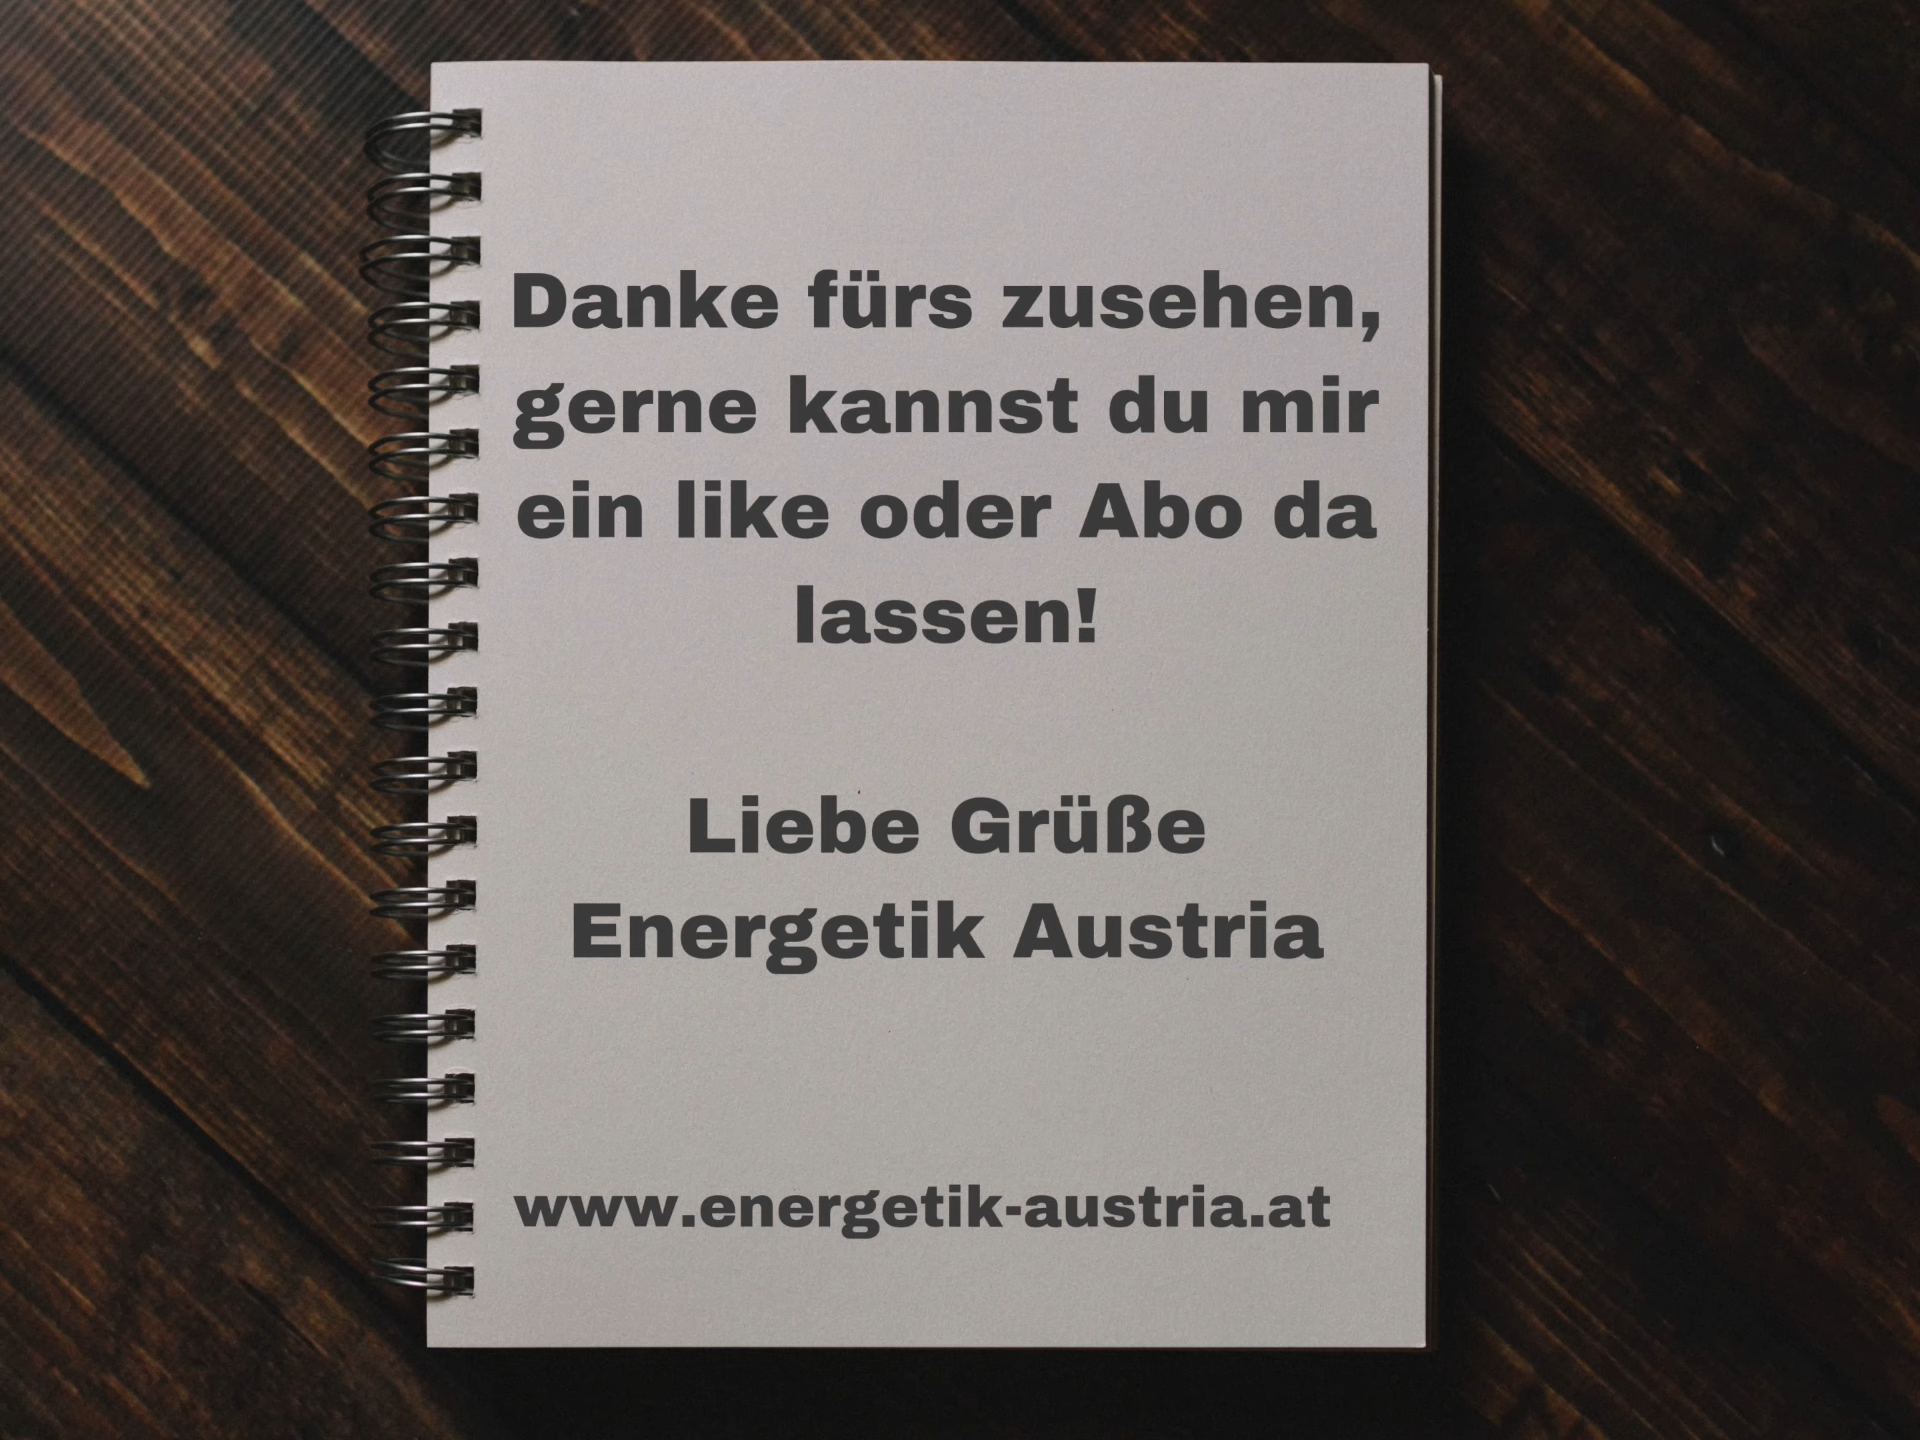 Danke fürs zusehen,
gerne kannst du mir
ein like oder Abo da
lassen!
Liebe Grüße
Energetik Austria
www.energetik-austria.at